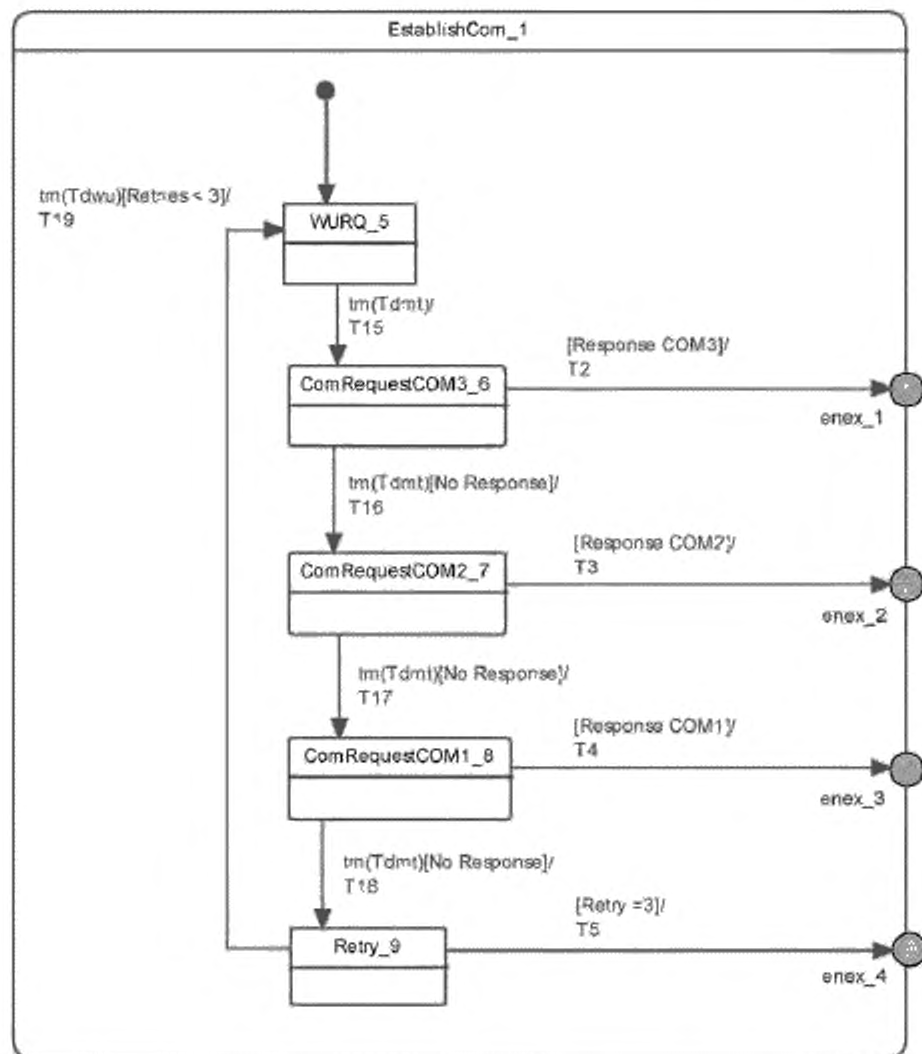 EstablishCom_1
tm(Tdwu)[Retries < 3]/
T19
WURQ_5
tm(Tdmt)/
T15
[Response COM3]/
T2
ComRequestCOM3_6
enex_1
tm(Tdmt)[No Response]/
T16
[Response COM2]/
T3
ComRequestCOM2_7
enex_2
tm(Tdmt)[No Response]/
T17
[Response COM1]/
T4
ComRequestCOM1_8
enex_3
tm(Tdmt)[No Response]/
T18
[Retry =3]/
T5
Retry_9
enex_4